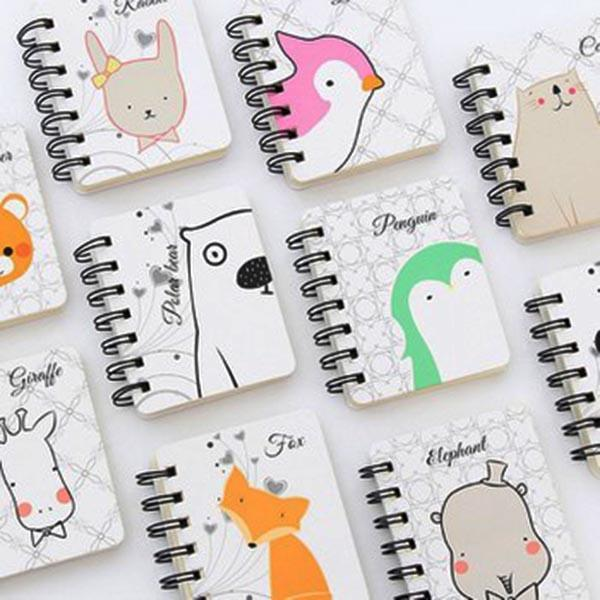 Rabbit
Polar bear
Penguin
Giraffe
Fox
Elephant